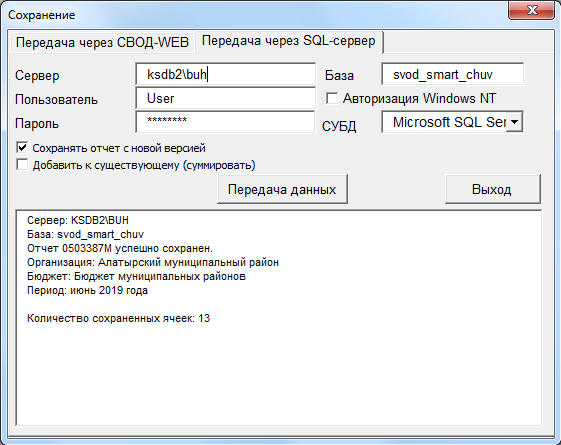 Сохранение
Передача через СВОД-WEB Передача через SQL-сервер
Сервер ksdb2\buh База svod_smart_chuv
Пользователь User Авторизация Windows NT
Пароль ******** СУБД Microsoft SQL Ser
Сохранять отчет с новой версией
Добавить к существующему (суммировать)
Передача данных Выход
Сервер: KSDB2\BUH
База: svod_smart_chuv
Отчет 0503387М успешно сохранен.
Организация: Алатырский муниципальный район
Бюджет: Бюджет муниципальных районов
Период: июнь 2019 года
Количество сохраненных ячеек: 13